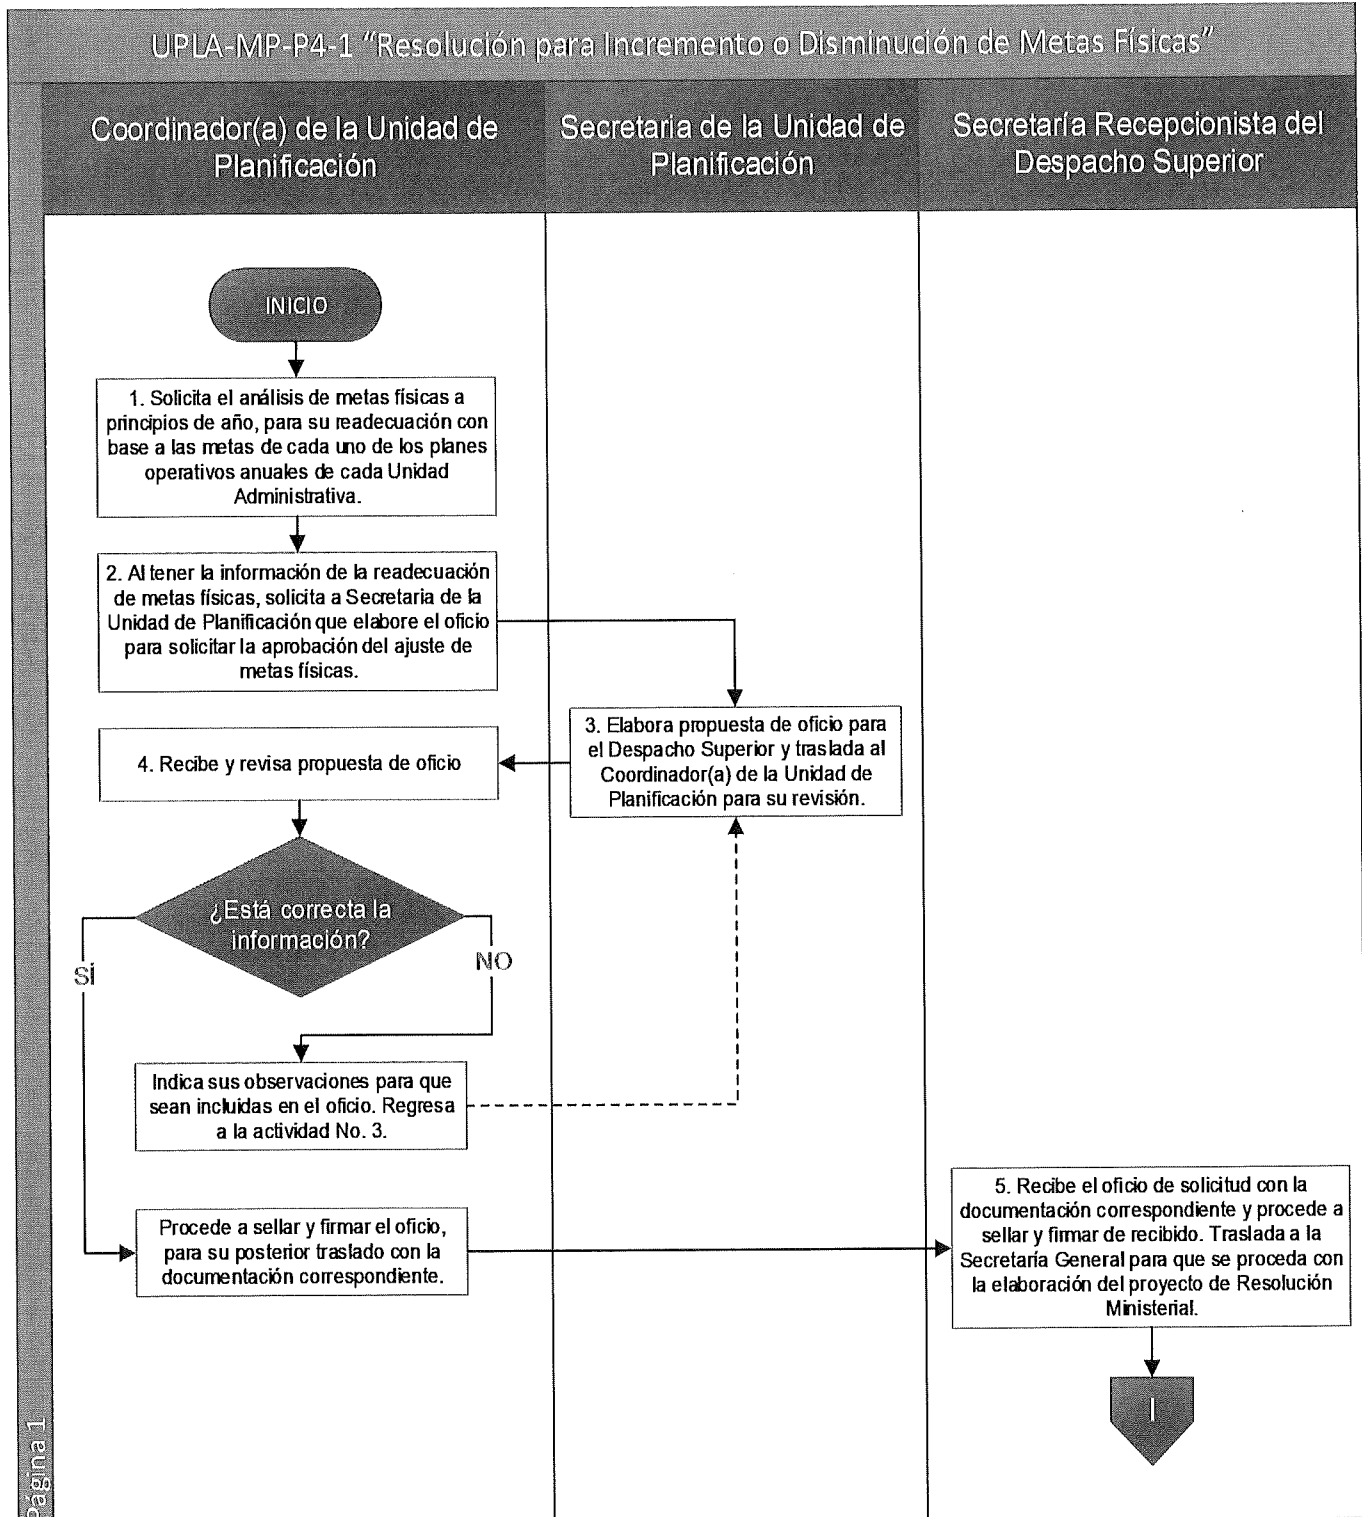 UPLA-MP-P4-1 “Resolución para Incremento o Disminución de Metas Físicas”
Coordinador(a) de la Unidad de
Planificación
Secretaria de la Unidad de
Planificación
Secretaría Recepcionista del
Despacho Superior
INICIO
1. Solicita el análisis de metas físicas a
principios de año, para su readecuación con
base a las metas de cada uno de los planes
operativos anuales de cada Unidad
Administrativa.
2. Al tener la información de la readecuación
de metas físicas, solicita a Secretaria de la
Unidad de Planificación que elabore el oficio
para solicitar la aprobación del ajuste de
metas físicas.
3. Elabora propuesta de oficio para
el Despacho Superior y traslada al
Coordinador(a) de la Unidad de
Planificación para su revisión.
4. Recibe y revisa propuesta de oficio
¿Está correcta la
información?
SÍ
NO
Indica sus observaciones para que
sean incluidas en el oficio. Regresa
a la actividad No. 3.
Procede a sellar y firmar el oficio,
para su posterior traslado con la
documentación correspondiente.
5. Recibe el oficio de solicitud con la
documentación correspondiente y procede a
sellar y firmar de recibido. Traslada a la
Secretaría General para que se proceda con
la elaboración del proyecto de Resolución
Ministerial.
I
Página 1